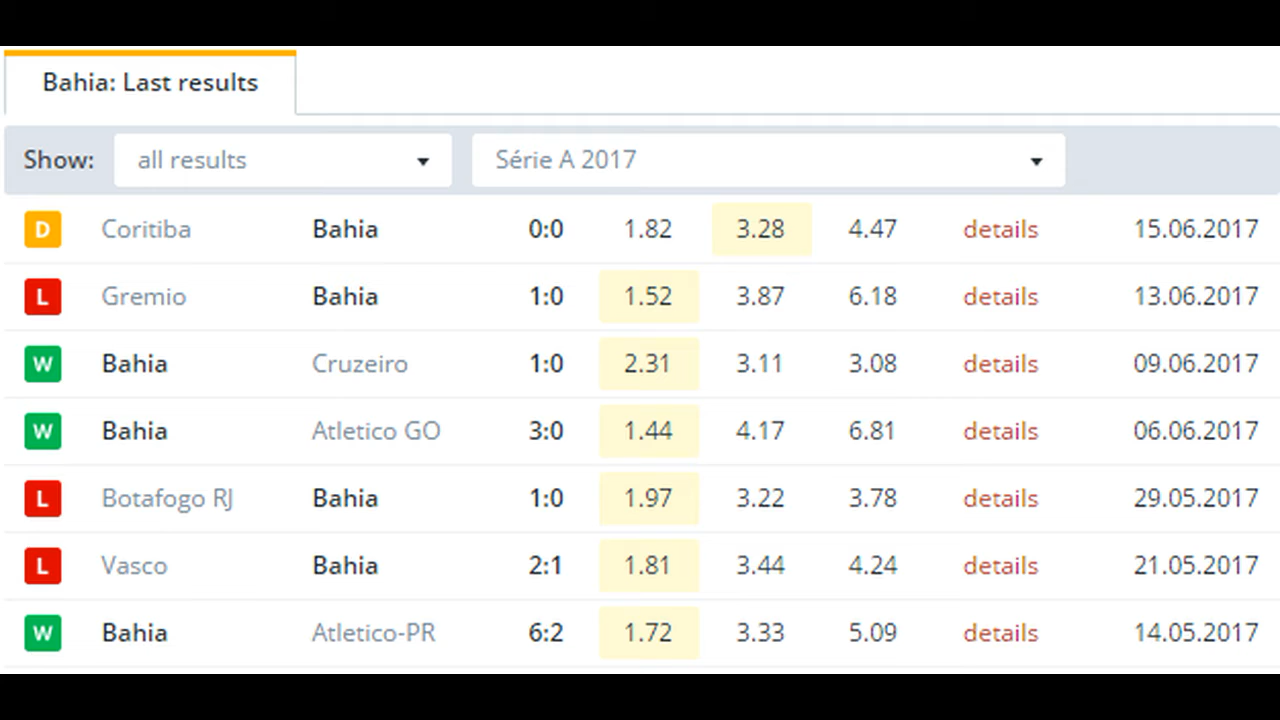 Bahia: Last results
Show: all results Série A 2017
D Coritiba Bahia 0:0 1.82 3.28 4.47 details 15.06.2017
L Gremio Bahia 1:0 1.52 3.87 6.18 details 13.06.2017
W Bahia Cruzeiro 1:0 2.31 3.11 3.08 details 09.06.2017
W Bahia Atletico GO 3:0 1.44 4.17 6.81 details 06.06.2017
L Botafogo RJ Bahia 1:0 1.97 3.22 3.78 details 29.05.2017
L Vasco Bahia 2:1 1.81 3.44 4.24 details 21.05.2017
W Bahia Atletico-PR 6:2 1.72 3.33 5.09 details 14.05.2017